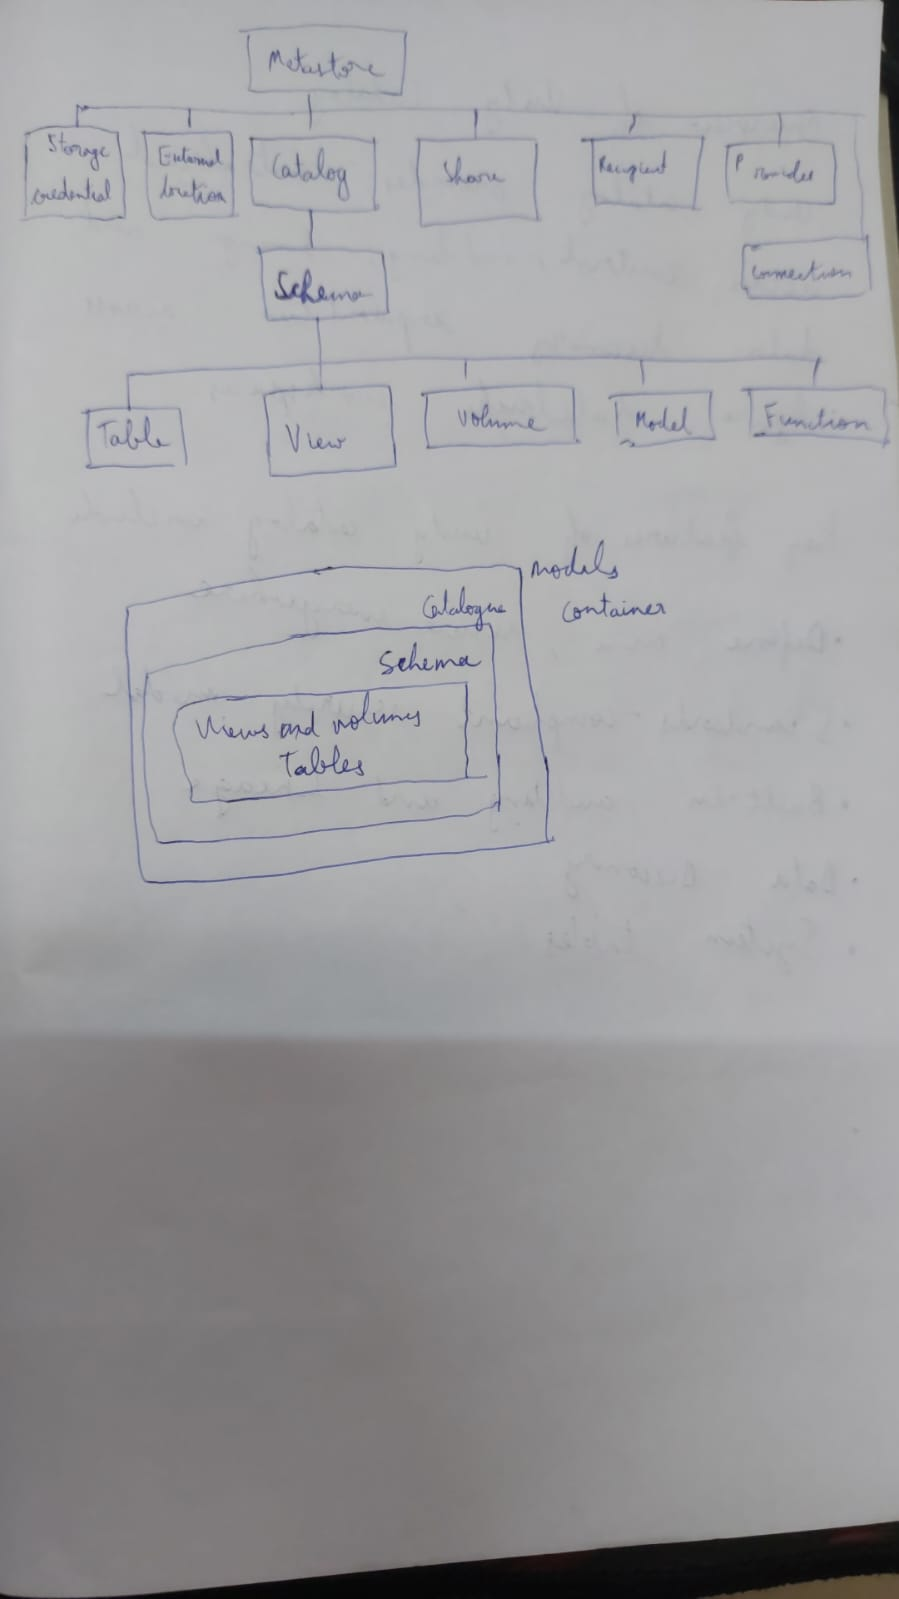 Metastore
Storage
credential
External
location
Catalog
Share
Recipient
Provider
Connection
Schema
Table
View
Volume
Model
Function
Models
Container
Catalogue
Schema
Views and volumes
Tables